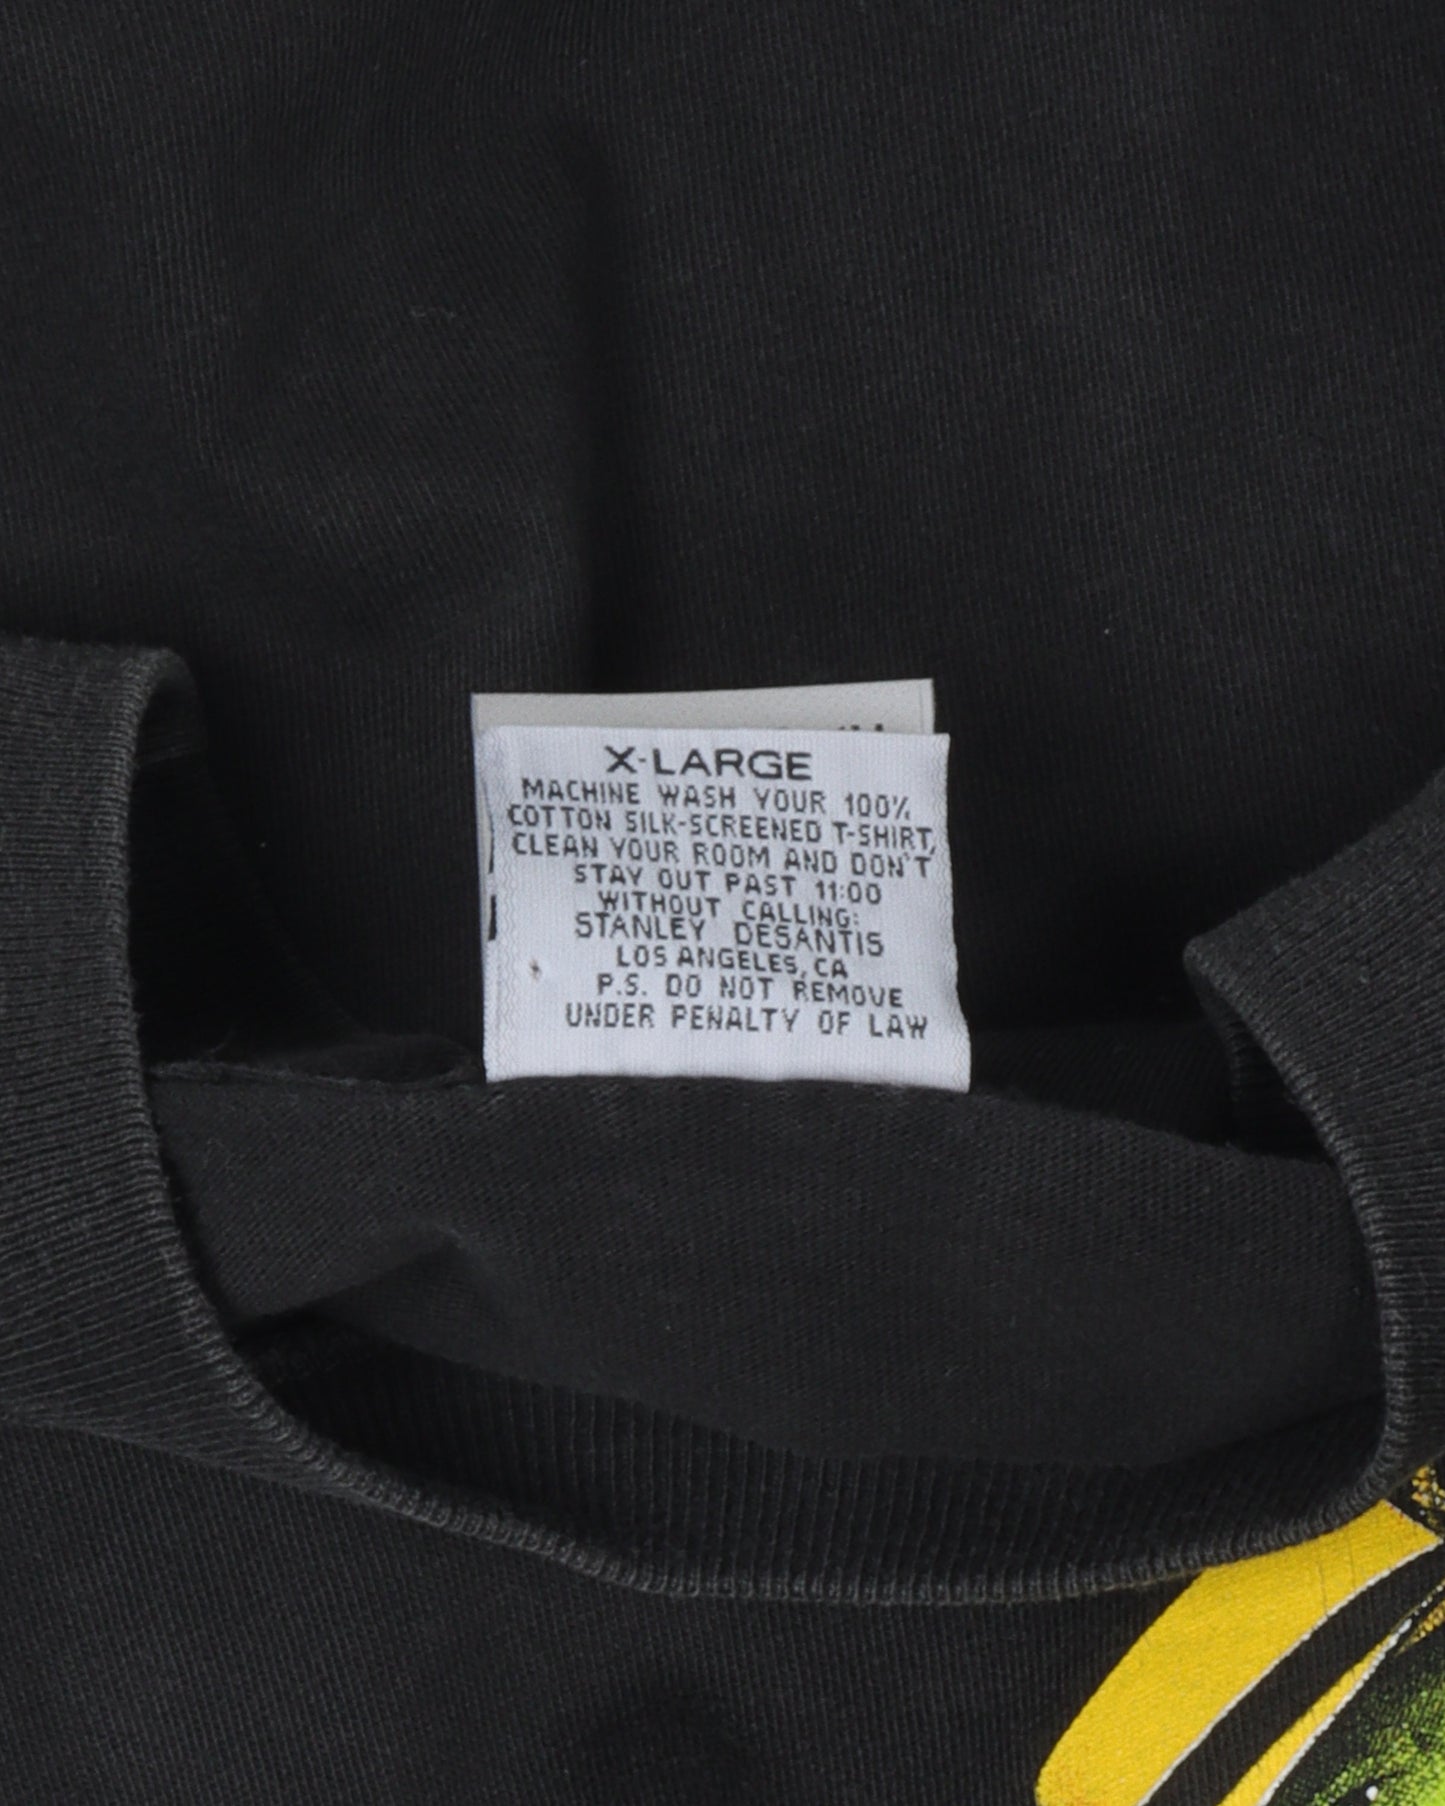 X-LARGE
MACHINE WASH YOUR 100%
COTTON SILK-SCREENED T-SHIRT,
CLEAN YOUR ROOM AND DON'T
STAY OUT PAST 11:00
WITHOUT CALLING:
STANLEY DESANTIS
LOS ANGELES, CA
P.S. DO NOT REMOVE
UNDER PENALTY OF LAW